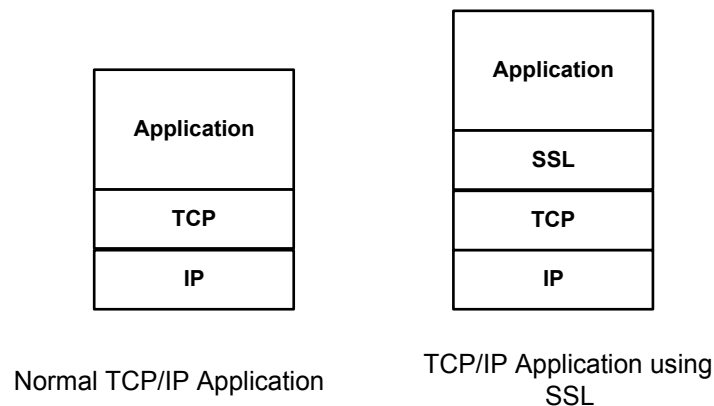 Application
TCP
IP
Normal TCP/IP Application
Application
SSL
TCP
IP
TCP/IP Application using
SSL